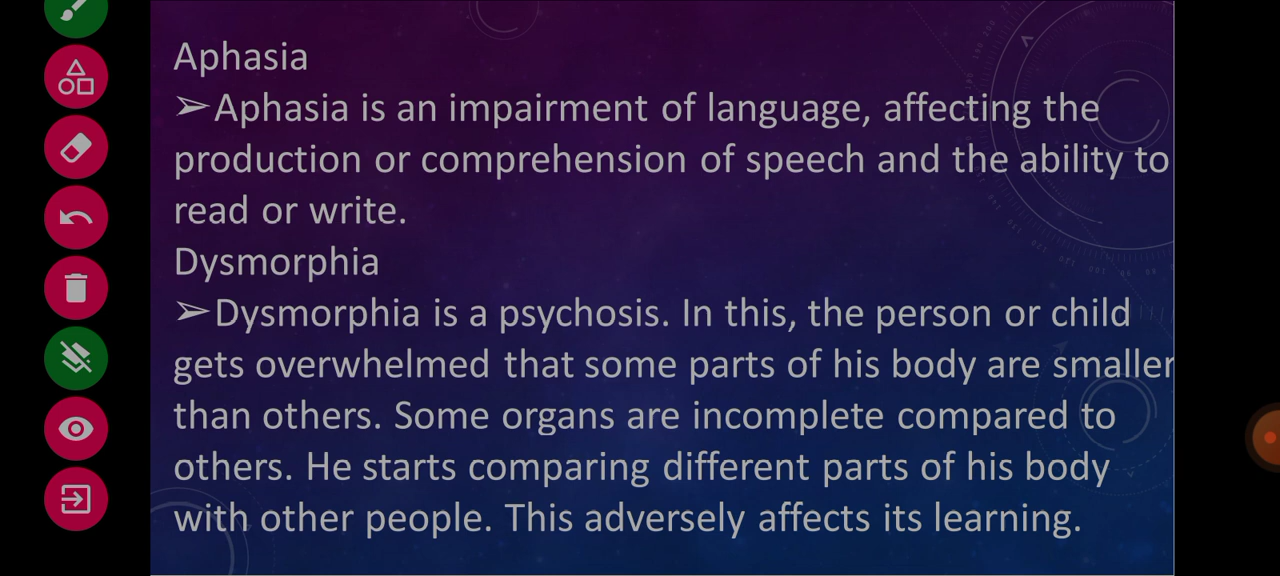 Aphasia
➢Aphasia is an impairment of language, affecting the
production or comprehension of speech and the ability to
read or write.
Dysmorphia
➢Dysmorphia is a psychosis. In this, the person or child
gets overwhelmed that some parts of his body are smaller
than others. Some organs are incomplete compared to
others. He starts comparing different parts of his body
with other people. This adversely affects its learning.